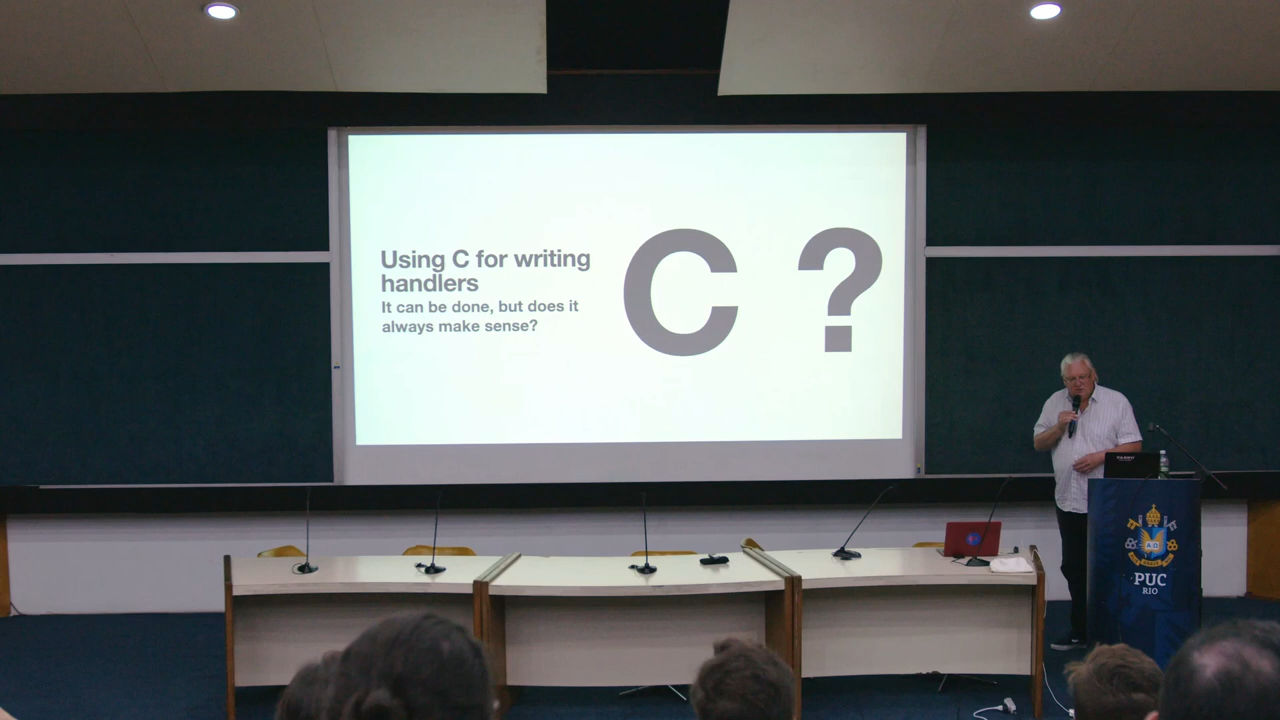 Using C for writing
handlers
It can be done, but does it
always make sense?
C ?
PUC
RIO